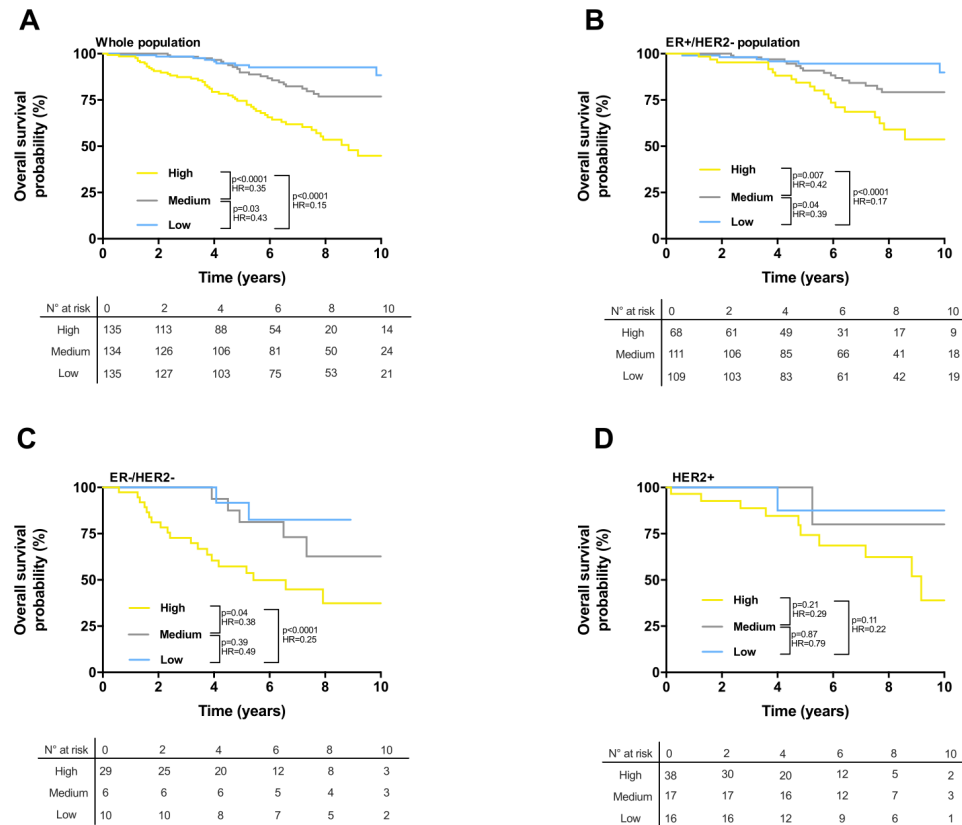 A
Whole population
100
75
50
25
0
Overall survival
probability (%)
High
Medium
Low
p<0.0001
HR=0.35
p=0.03
HR=0.43
p<0.0001
HR=0.15
0 2 4 6 8 10
Time (years)
N° at risk 0 2 4 6 8 10
High 135 113 88 54 20 14
Medium 134 126 106 81 50 24
Low 135 127 103 75 53 21
B
ER+/HER2- population
100
75
50
25
0
Overall survival
probability (%)
High
Medium
Low
p=0.007
HR=0.42
p=0.04
HR=0.39
p<0.0001
HR=0.17
0 2 4 6 8 10
Time (years)
N° at risk 0 2 4 6 8 10
High 68 61 49 31 17 9
Medium 111 106 85 66 41 18
Low 109 103 83 61 42 19
C
ER-/HER2-
100
75
50
25
0
Overall survival
probability (%)
High
Medium
Low
p=0.04
HR=0.38
p=0.39
HR=0.49
p<0.0001
HR=0.25
0 2 4 6 8 10
Time (years)
N° at risk 0 2 4 6 8 10
High 29 25 20 12 8 3
Medium 6 6 6 5 4 3
Low 10 10 8 7 5 2
D
HER2+
100
75
50
25
0
Overall survival
probability (%)
High
Medium
Low
p=0.21
HR=0.29
p=0.87
HR=0.79
p=0.11
HR=0.22
0 2 4 6 8 10
Time (years)
N° at risk 0 2 4 6 8 10
High 38 30 20 12 5 2
Medium 17 17 16 12 7 3
Low 16 16 12 9 6 1